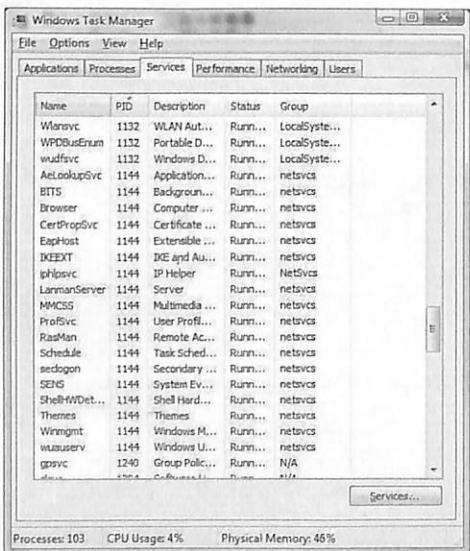 Windows Task Manager
File Options View Help
Applications Processes Services Performance Networking Users
Name PID Description Status Group
Wlansvc 1132 WLAN Aut... Runn... LocalSyste...
WPDBusEnum 1132 Portable D... Runn... LocalSyste...
wudfsvc 1132 Windows D... Runn... LocalSyste...
AeLookupSvc 1144 Application... Runn... netsvcs
BITS 1144 Backgroun... Runn... netsvcs
Browser 1144 Computer ... Runn... netsvcs
CertPropSvc 1144 Certificate ... Runn... netsvcs
EapHost 1144 Extensible ... Runn... netsvcs
IKEEXT 1144 IKE and Au... Runn... netsvcs
iphlpsvc 1144 IP Helper Runn... NetSvcs
LanmanServer 1144 Server Runn... netsvcs
MMCSS 1144 Multimedia ... Runn... netsvcs
ProfSvc 1144 User Profil... Runn... netsvcs
RasMan 1144 Remote Ac... Runn... netsvcs
Schedule 1144 Task Sched... Runn... netsvcs
seclogon 1144 Secondary ... Runn... netsvcs
SENS 1144 System Ev... Runn... netsvcs
ShellHWDet... 1144 Shell Hard... Runn... netsvcs
Themes 1144 Themes Runn... netsvcs
Winmgmt 1144 Windows M... Runn... netsvcs
wuauserv 1144 Windows U... Runn... netsvcs
gpsvc 1240 Group Polic... Runn... N/A
Services...
Processes: 103 CPU Usage: 4% Physical Memory: 46%